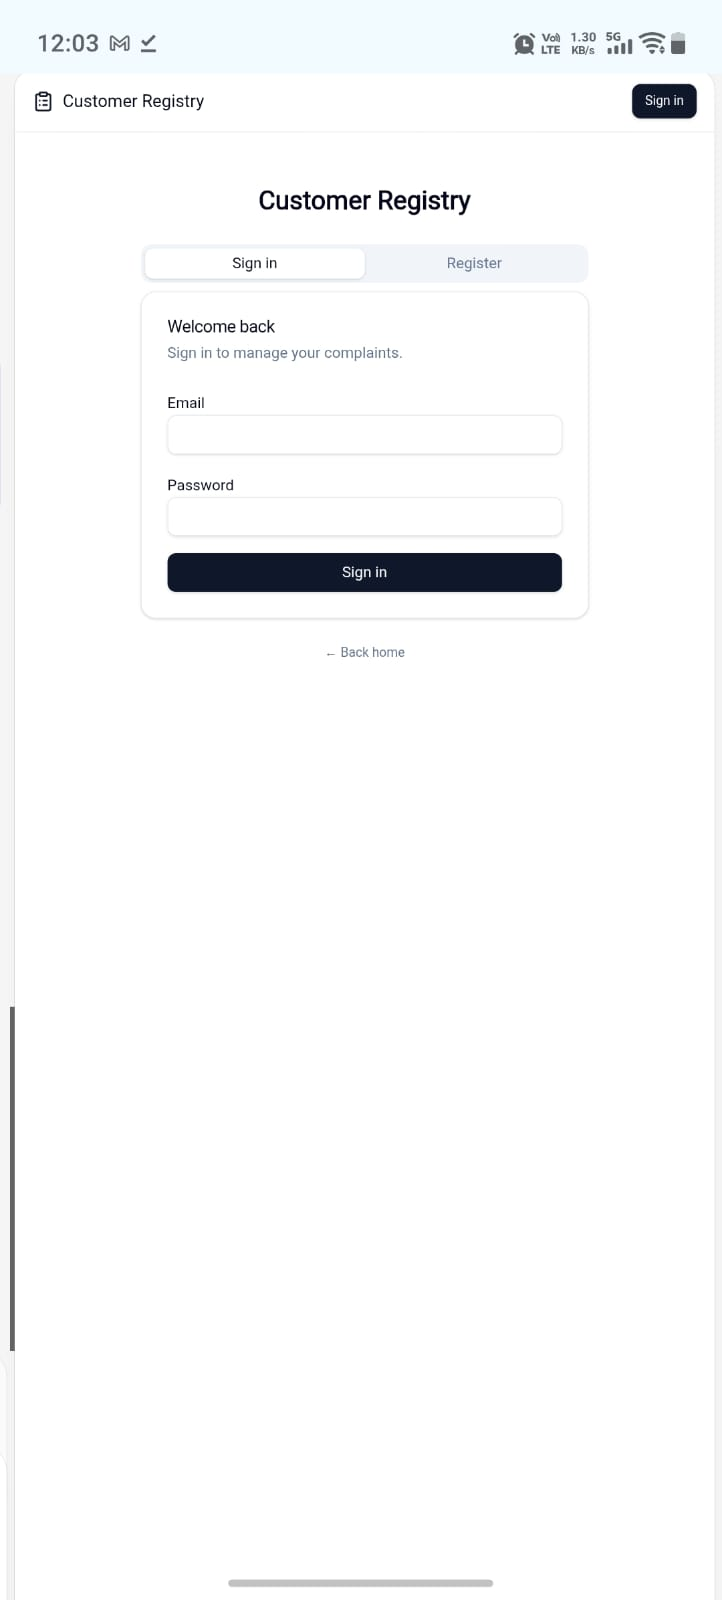 12:03 Vo) LTE 1.30 KB/s 5G
Customer Registry Sign in
Customer Registry
Sign in Register
Welcome back
Sign in to manage your complaints.
Email
Password
Sign in
← Back home